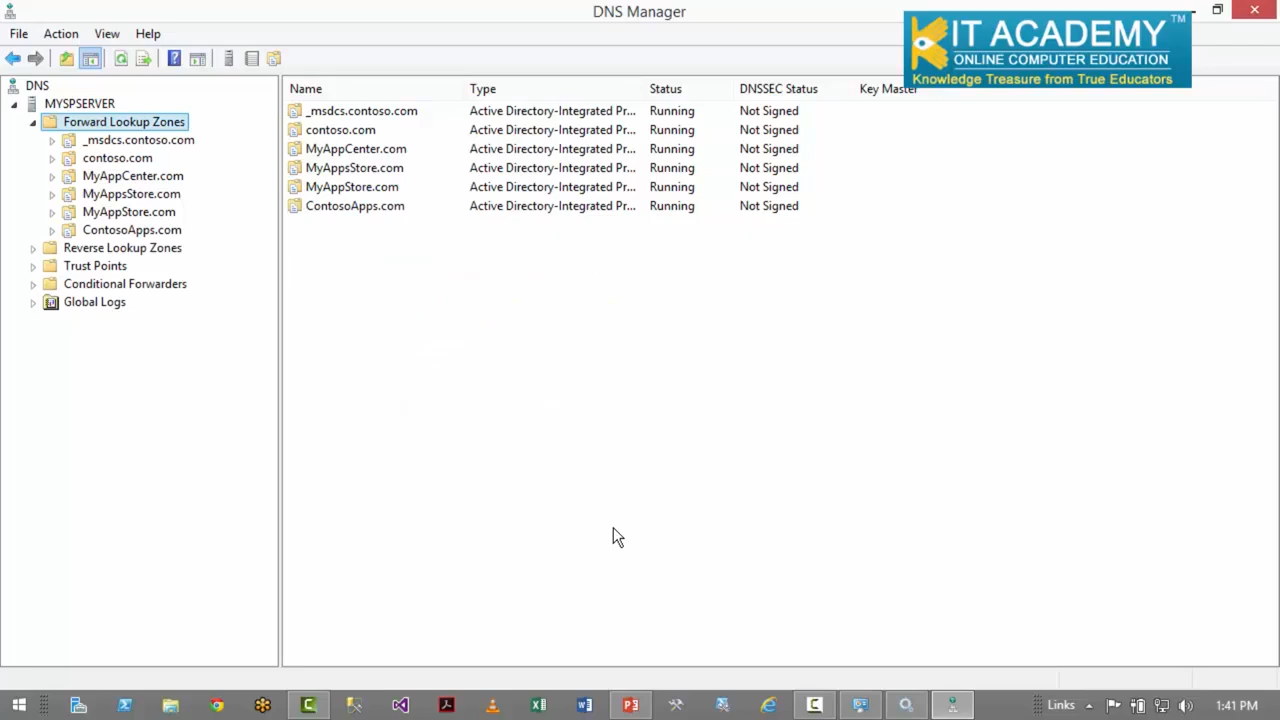 DNS Manager
File Action View Help
KIT ACADEMY TM
ONLINE COMPUTER EDUCATION
Knowledge Treasure from True Educators
DNS
MYSPSERVER
Forward Lookup Zones
_msdcs.contoso.com
contoso.com
MyAppCenter.com
MyAppsStore.com
MyAppStore.com
ContosoApps.com
Reverse Lookup Zones
Trust Points
Conditional Forwarders
Global Logs
Name Type Status DNSSEC Status Key Master
_msdcs.contoso.com Active Directory-Integrated Pr... Running Not Signed
contoso.com Active Directory-Integrated Pr... Running Not Signed
MyAppCenter.com Active Directory-Integrated Pr... Running Not Signed
MyAppsStore.com Active Directory-Integrated Pr... Running Not Signed
MyAppStore.com Active Directory-Integrated Pr... Running Not Signed
ContosoApps.com Active Directory-Integrated Pr... Running Not Signed
Links 1:41 PM